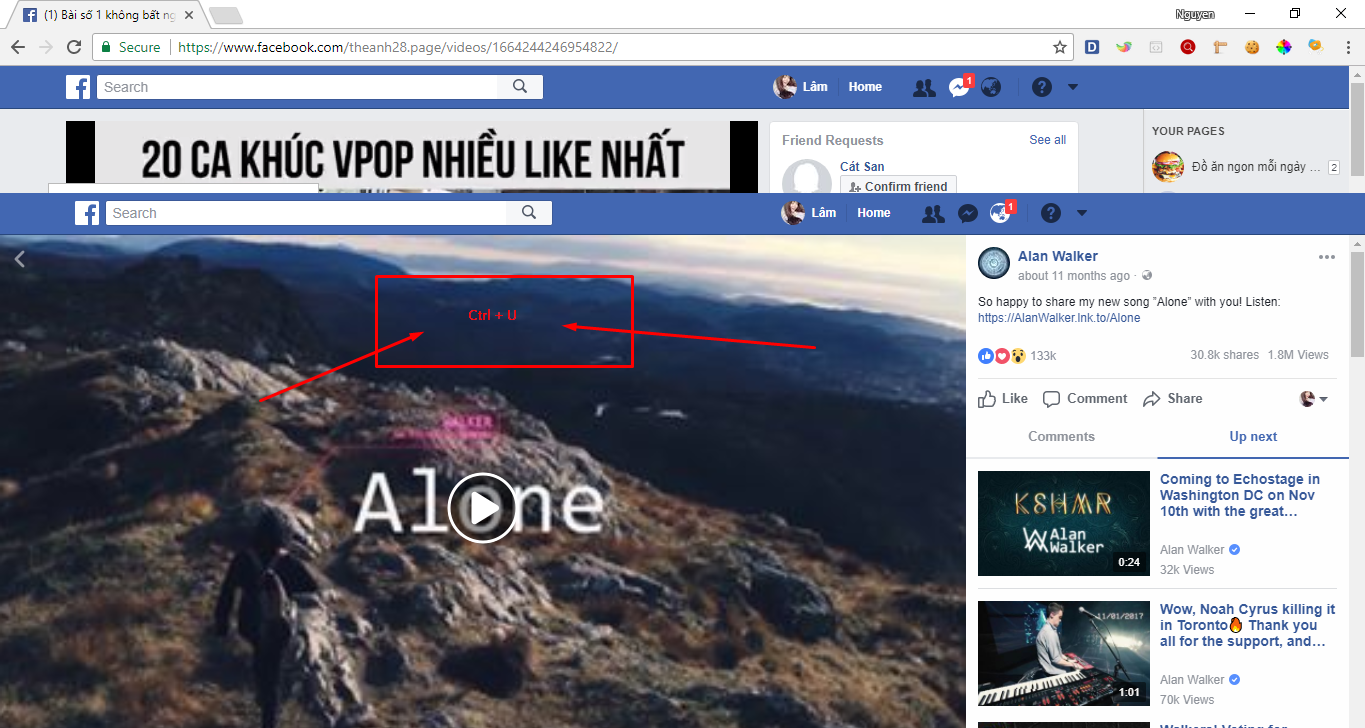 (1) Bài số 1 không bất ng
Nguyen
Secure
https://www.facebook.com/theanh28.page/videos/1664244246954822/
Search
Lâm
Home
1
20 CA KHÚC VPOP NHIỀU LIKE NHẤT
Friend Requests
See all
Cát San
Confirm friend
YOUR PAGES
Đồ ăn ngon mỗi ngày ...
2
Search
Lâm
Home
1
Ctrl + U
WALKER
Alone
Alan Walker
about 11 months ago ·
So happy to share my new song "Alone" with you! Listen:
https://AlanWalker.lnk.to/Alone
133k
30.8k shares 1.8M Views
Like
Comment
Share
Comments
Up next
KSHMR
Alan
Walker
0:24
Coming to Echostage in
Washington DC on Nov
10th with the great...
Alan Walker
32k Views
11/01/2017
1:01
Wow, Noah Cyrus killing it
in Toronto🔥 Thank you
all for the support, and...
Alan Walker
70k Views